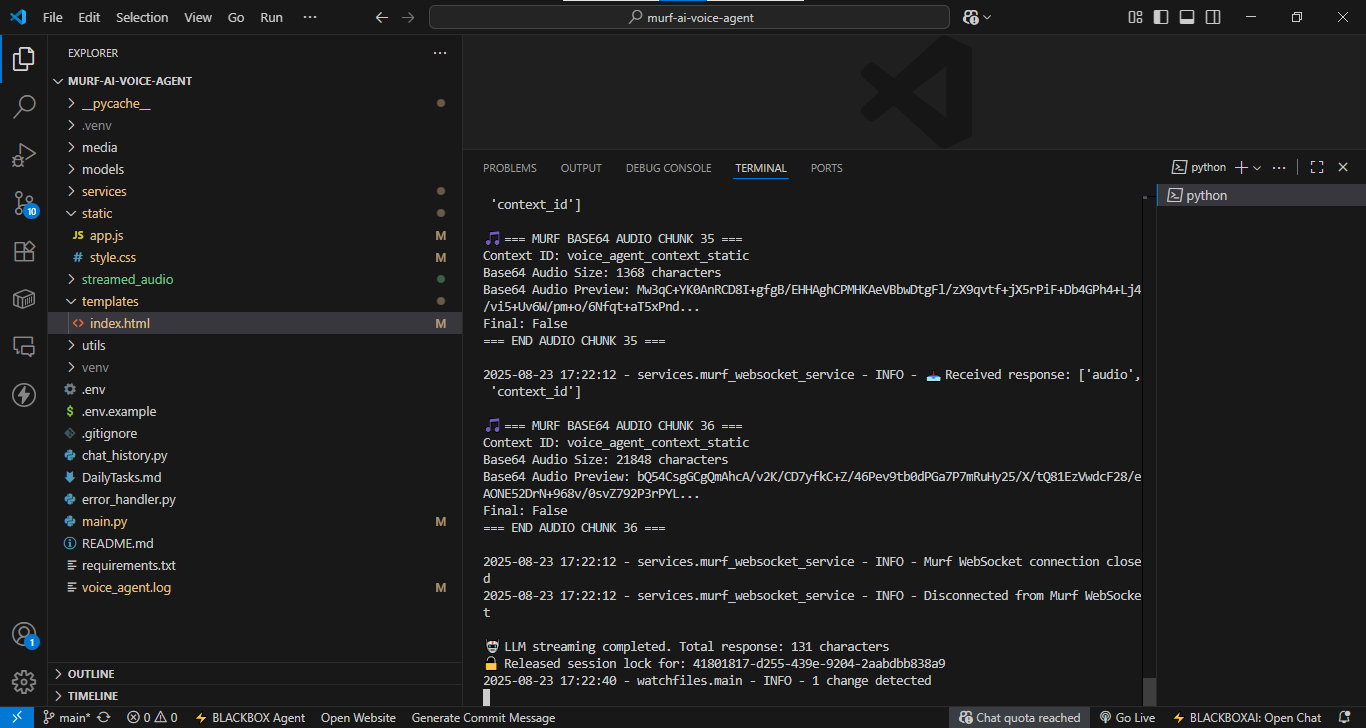 File Edit Selection View Go Run ··· murf-ai-voice-agent
EXPLORER
MURF-AI-VOICE-AGENT
__pycache__
.venv
media
models
services
static
JS app.js M
# style.css M
streamed_audio
templates
<> index.html M
utils
venv
.env
$ .env.example
.gitignore
chat_history.py
DailyTasks.md
error_handler.py
main.py M
README.md
requirements.txt
voice_agent.log M
OUTLINE
TIMELINE
10
1
PROBLEMS OUTPUT DEBUG CONSOLE TERMINAL PORTS
python
python
'context_id']
🎵 === MURF BASE64 AUDIO CHUNK 35 ===
Context ID: voice_agent_context_static
Base64 Audio Size: 1368 characters
Base64 Audio Preview: Mw3qC+YK0AnRCD8I+gfgB/EHHAghCPMHKAeVBbwDtgFl/zX9qvtf+jX5rPiF+Db4GPh4+Lj4
/vi5+Uv6W/pm+o/6Nfqt+aT5xPnd...
Final: False
=== END AUDIO CHUNK 35 ===
2025-08-23 17:22:12 - services.murf_websocket_service - INFO - 📥 Received response: ['audio',
'context_id']
🎵 === MURF BASE64 AUDIO CHUNK 36 ===
Context ID: voice_agent_context_static
Base64 Audio Size: 21848 characters
Base64 Audio Preview: bQ54CsgGCgQmAhcA/v2K/CD7yfkC+Z/46Pev9tb0dPGa7P7mRuHy25/X/tQ81EzVwdcF28/e
AONE52DrN+968v/0svZ792P3rPYL...
Final: False
=== END AUDIO CHUNK 36 ===
2025-08-23 17:22:12 - services.murf_websocket_service - INFO - Murf WebSocket connection close
d
2025-08-23 17:22:12 - services.murf_websocket_service - INFO - Disconnected from Murf WebSocke
t
🤖 LLM streaming completed. Total response: 131 characters
🔓 Released session lock for: 41801817-d255-439e-9204-2aabdbb838a9
2025-08-23 17:22:40 - watchfiles.main - INFO - 1 change detected
main* 0 0 BLACKBOX Agent Open Website Generate Commit Message Chat quota reached Go Live BLACKBOXAI: Open Chat